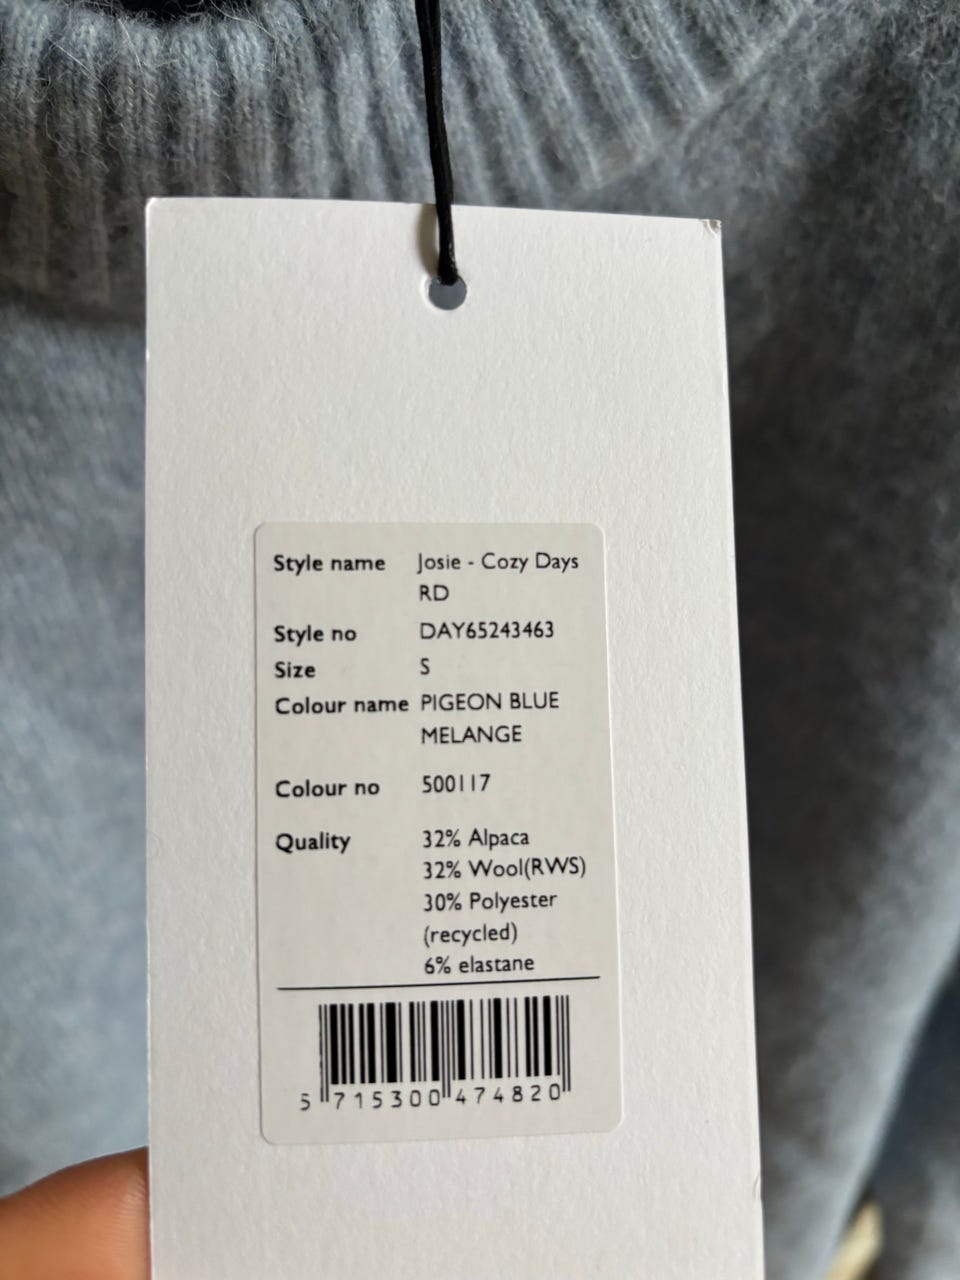 Style name Josie - Cozy Days
RD
Style no DAY65243463
Size S
Colour name PIGEON BLUE
MELANGE
Colour no 500117
Quality 32% Alpaca
32% Wool(RWS)
30% Polyester
(recycled)
6% elastane
5 715300 474820